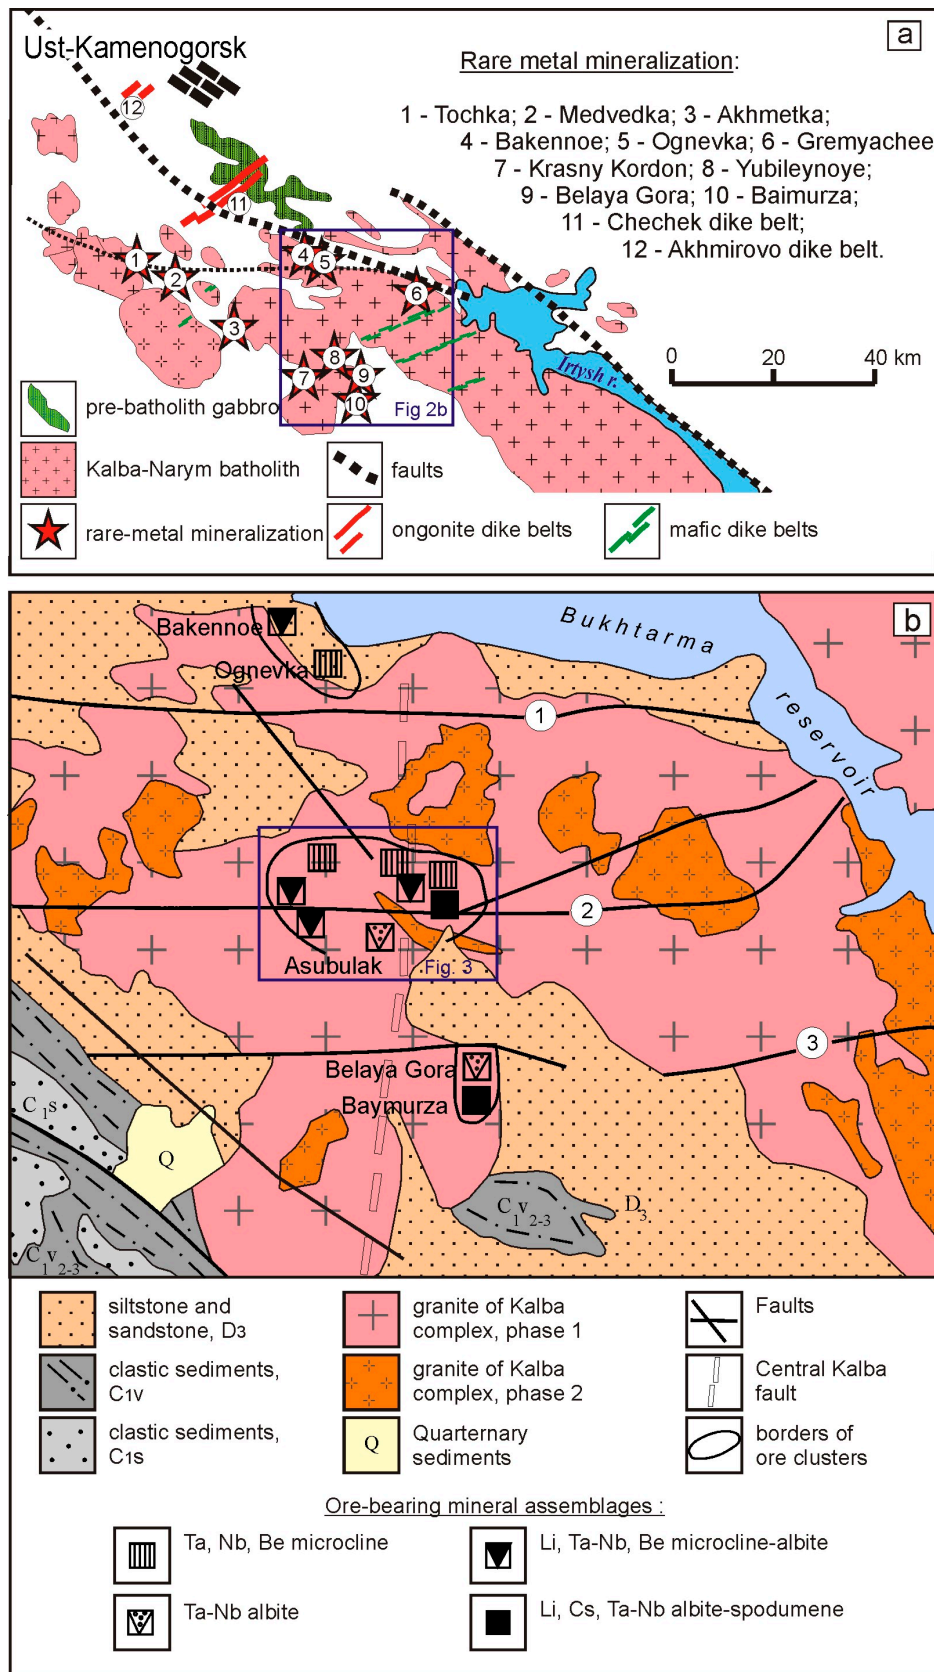 a
Ust-Kamenogorsk
Rare metal mineralization:
1 - Tochka; 2 - Medvedka; 3 - Akhmetka;
4 - Bakennoe; 5 - Ognevka; 6 - Gremyachee
7 - Krasny Kordon; 8 - Yubileynoye;
9 - Belaya Gora; 10 - Baimurza;
11 - Chechek dike belt;
12 - Akhmirovo dike belt.
12
11
1
2
3
4
5
6
7
8
9
10
Fig 2b
Irtysh r.
0 20 40 km
pre-batholith gabbro
Kalba-Narym batholith
faults
rare-metal mineralization
ongonite dike belts
mafic dike belts
b
Bukhtarma
reservoir
Bakennoe
Ognevka
1
2
Asubulak
Fig. 3
3
Belaya Gora
Baymurza
C1s
Q
C1v2-3
D3
C1v2-3
siltstone and
sandstone, D3
granite of Kalba
complex, phase 1
Faults
clastic sediments,
C1v
granite of Kalba
complex, phase 2
Central Kalba
fault
clastic sediments,
C1s
Q
Quarternary
sediments
borders of
ore clusters
Ore-bearing mineral assemblages :
Ta, Nb, Be microcline
Li, Ta-Nb, Be microcline-albite
Ta-Nb albite
Li, Cs, Ta-Nb albite-spodumene